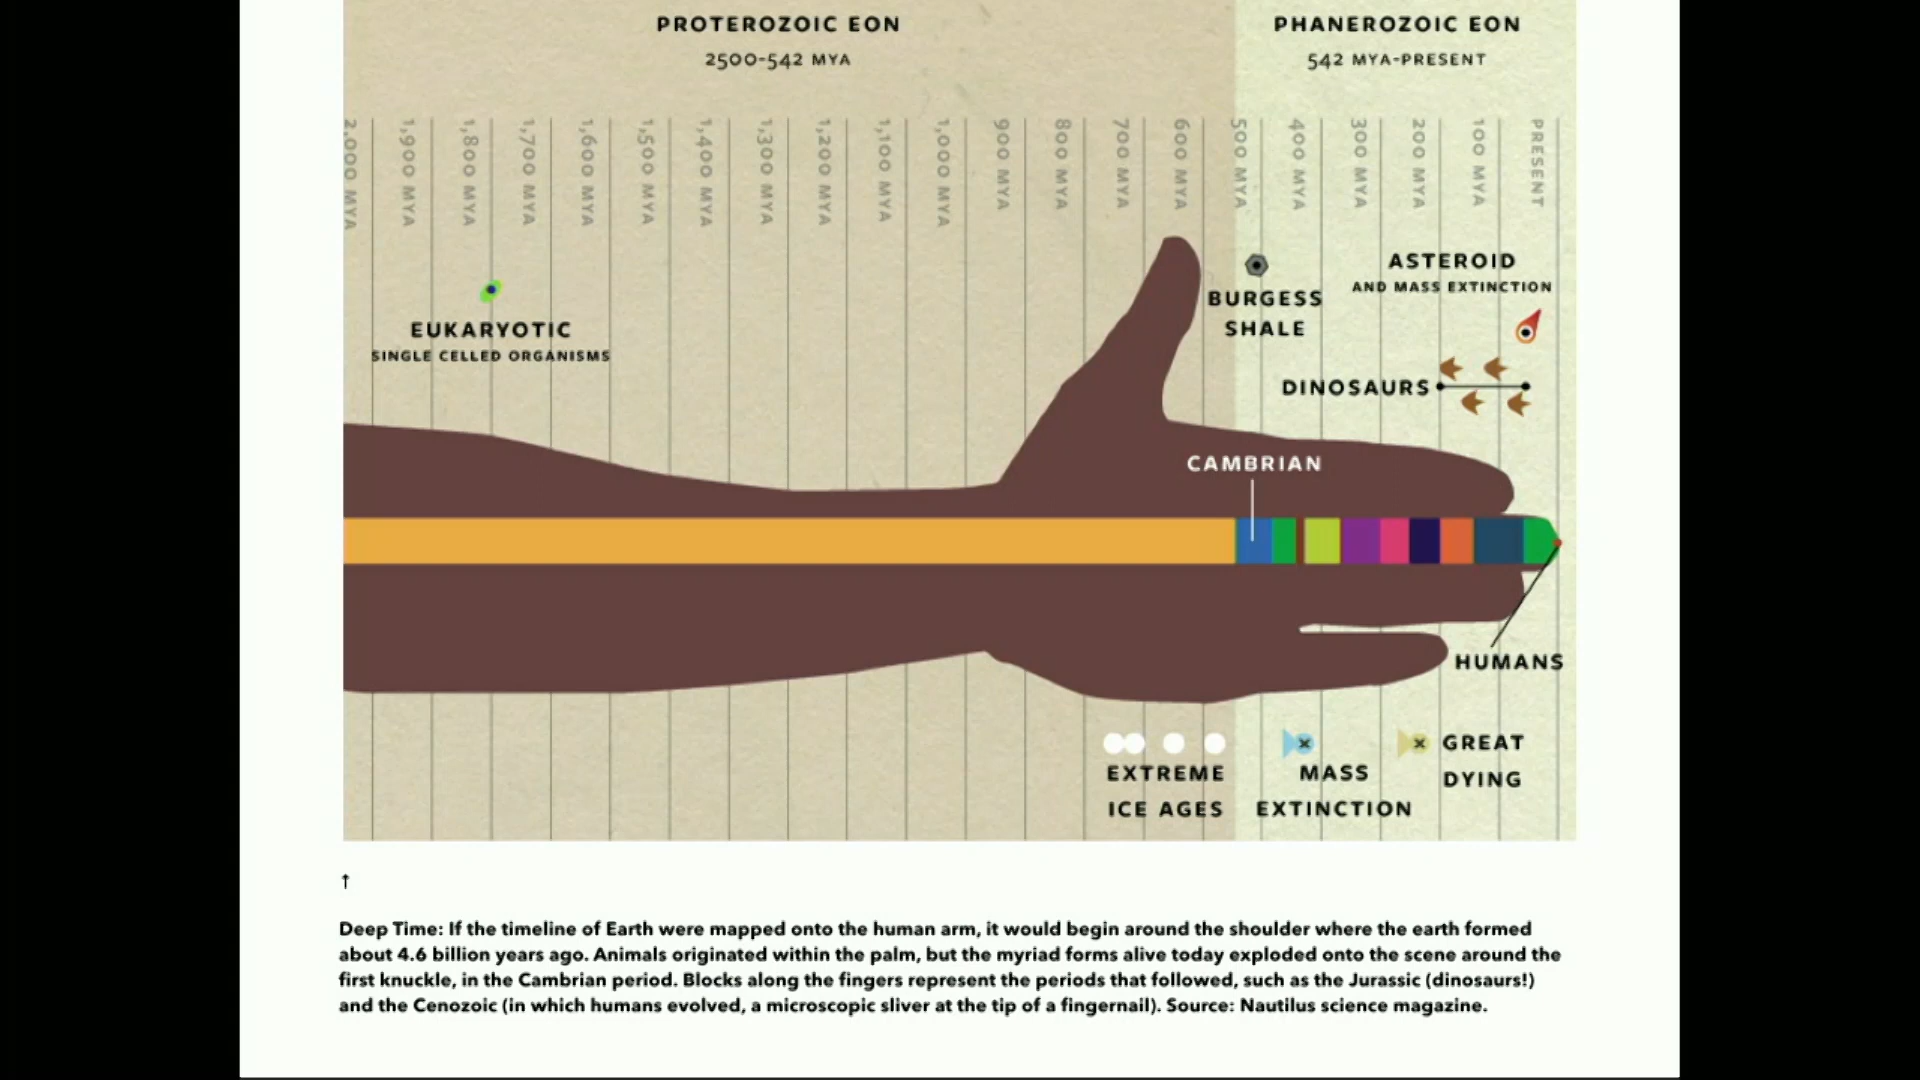 PROTEROZOIC EON
2500-542 MYA
PHANEROZOIC EON
542 MYA-PRESENT
2,000 MYA
1,900 MYA
1,800 MYA
1,700 MYA
1,600 MYA
1,500 MYA
1,400 MYA
1,300 MYA
1,200 MYA
1,100 MYA
1,000 MYA
900 MYA
800 MYA
700 MYA
600 MYA
500 MYA
400 MYA
300 MYA
200 MYA
100 MYA
PRESENT
EUKARYOTIC
SINGLE CELLED ORGANISMS
BURGESS
SHALE
ASTEROID
AND MASS EXTINCTION
DINOSAURS
CAMBRIAN
HUMANS
EXTREME
ICE AGES
MASS
EXTINCTION
GREAT
DYING
↑
Deep Time: If the timeline of Earth were mapped onto the human arm, it would begin around the shoulder where the earth formed
about 4.6 billion years ago. Animals originated within the palm, but the myriad forms alive today exploded onto the scene around the
first knuckle, in the Cambrian period. Blocks along the fingers represent the periods that followed, such as the Jurassic (dinosaurs!)
and the Cenozoic (in which humans evolved, a microscopic sliver at the tip of a fingernail). Source: Nautilus science magazine.